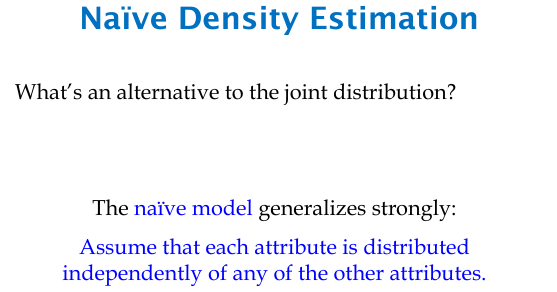 Naïve Density Estimation
What's an alternative to the joint distribution?
The naïve model generalizes strongly:
Assume that each attribute is distributed
independently of any of the other attributes.